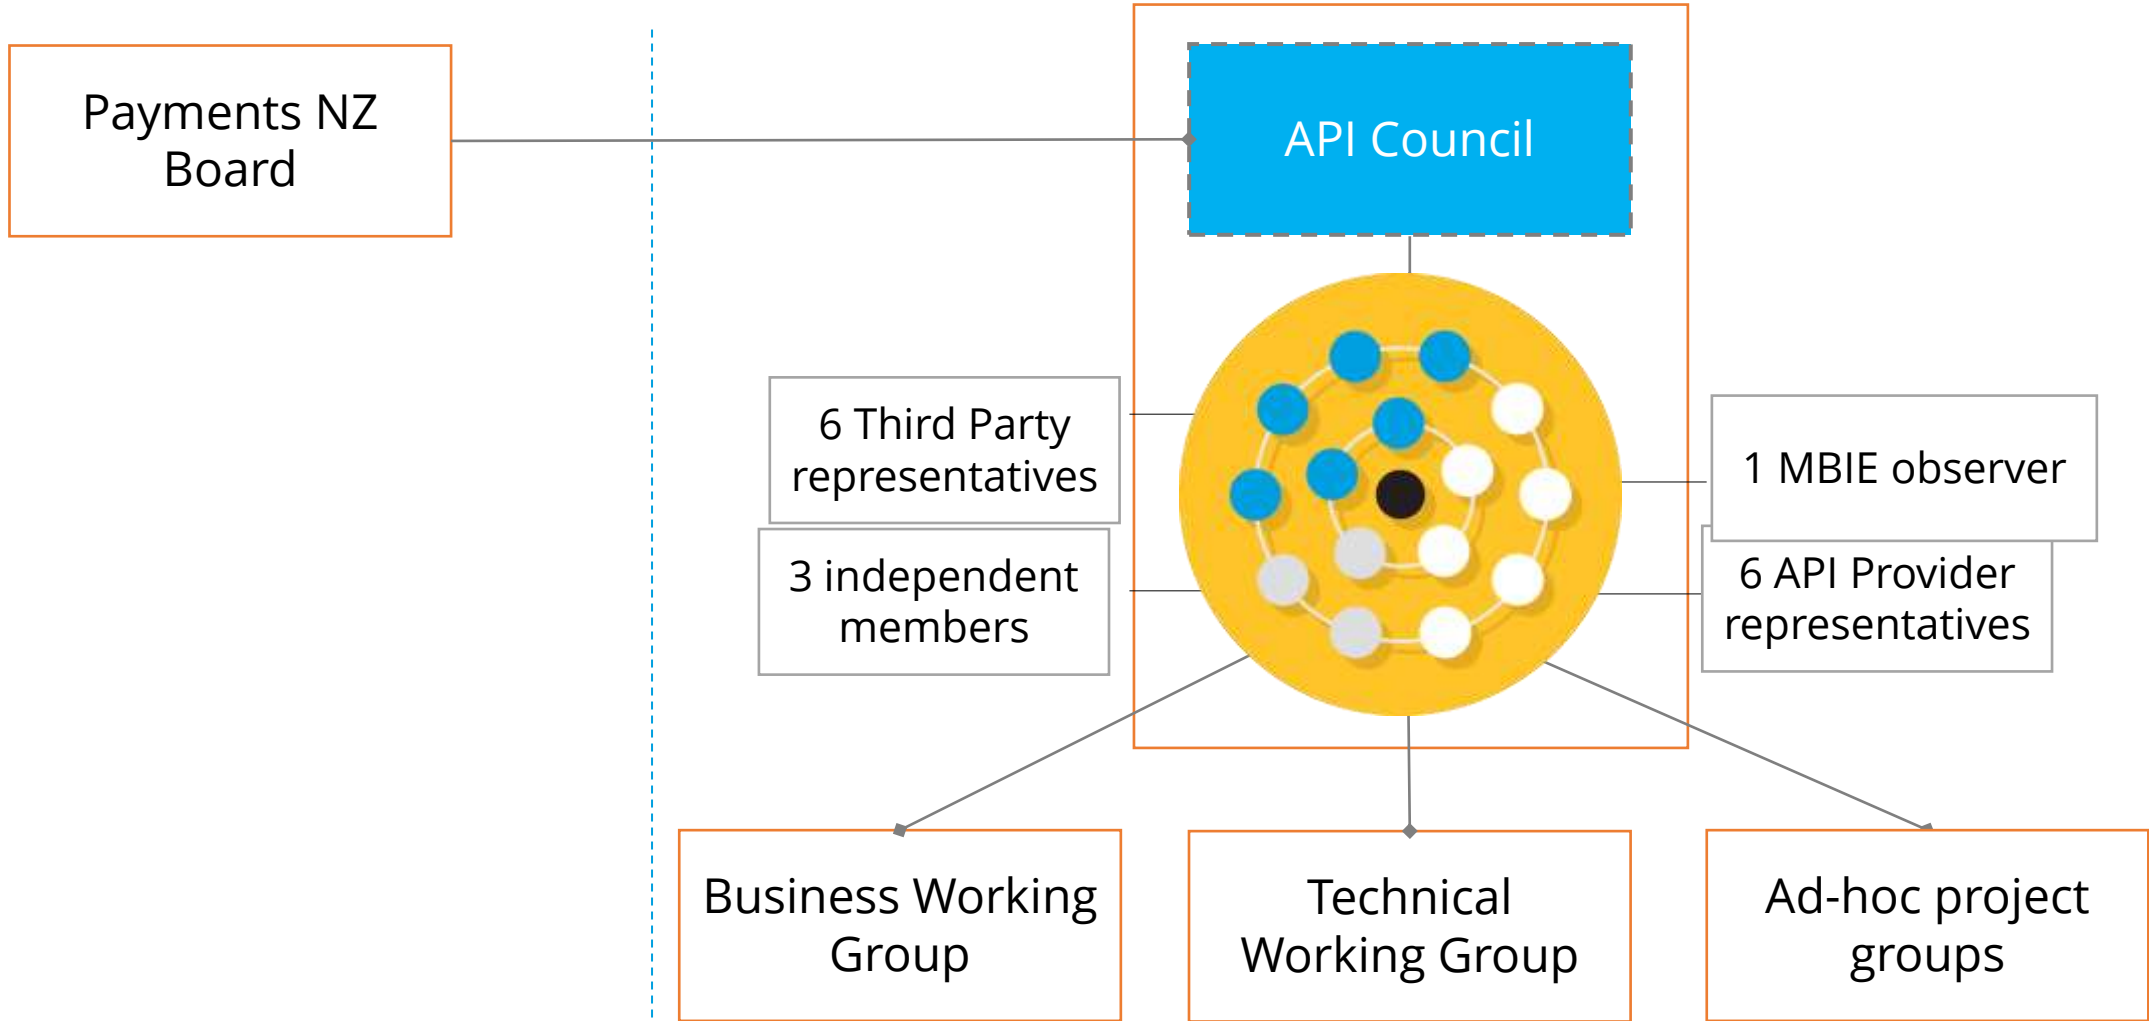 Payments NZ
Board
API Council
6 Third Party
representatives
1 MBIE observer
3 independent
members
6 API Provider
representatives
Business Working
Group
Technical
Working Group
Ad-hoc project
groups